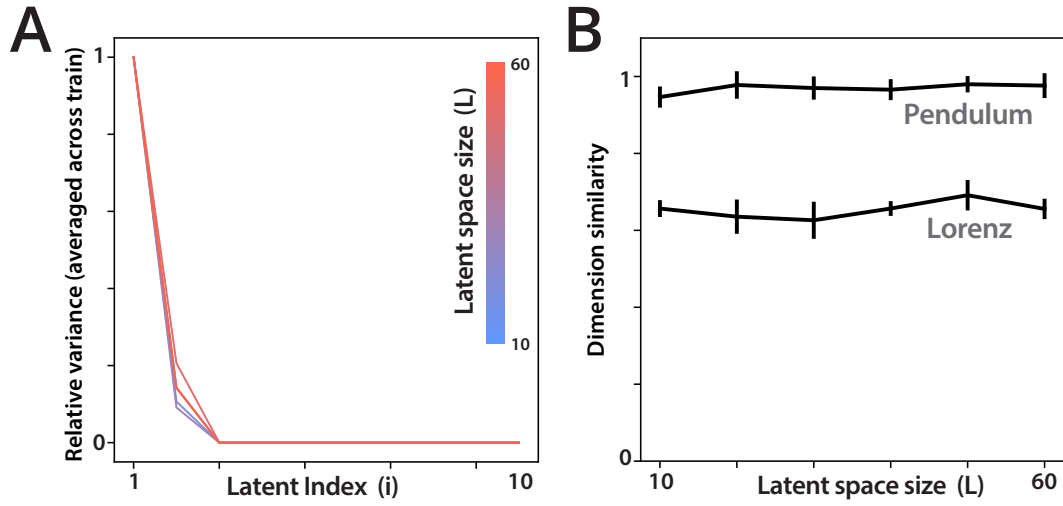 A
Relative variance (averaged across train)
1
0
1
10
Latent Index (i)
Latent space size (L)
60
10
B
Dimension similarity
1
0
10
60
Latent space size (L)
Pendulum
Lorenz